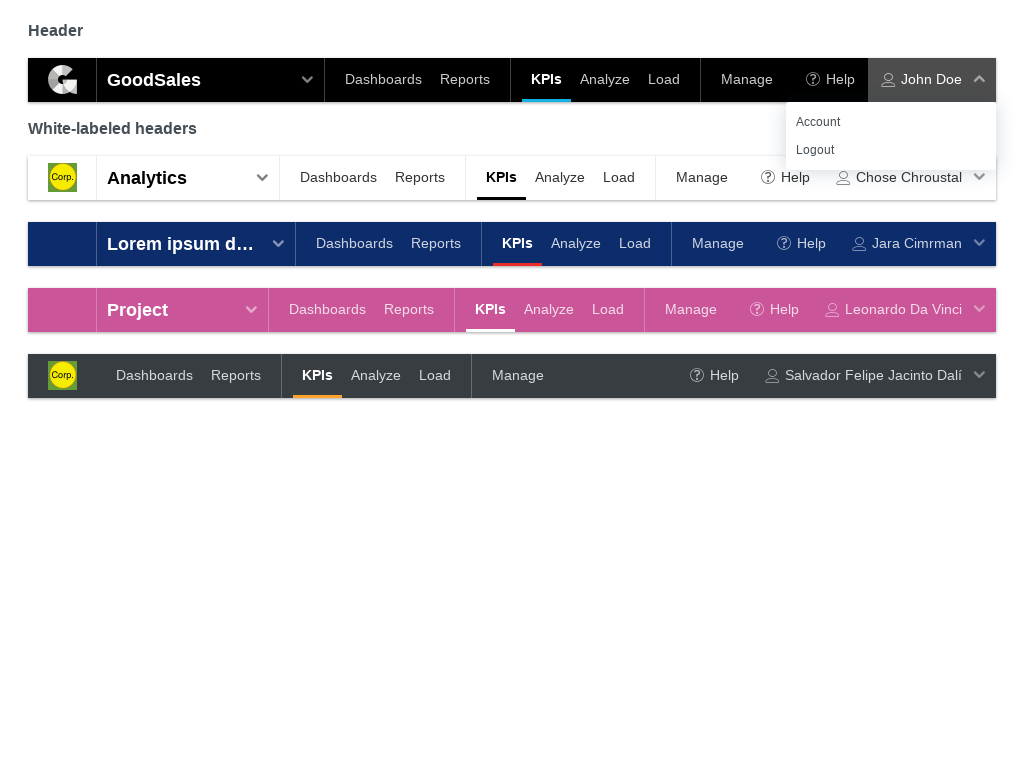 Header
GoodSales Dashboards Reports KPIs Analyze Load Manage Help John Doe
Account
Logout
White-labeled headers
Corp. Analytics Dashboards Reports KPIs Analyze Load Manage Help Chose Chroustal
Lorem ipsum d… Dashboards Reports KPIs Analyze Load Manage Help Jara Cimrman
Project Dashboards Reports KPIs Analyze Load Manage Help Leonardo Da Vinci
Corp. Dashboards Reports KPIs Analyze Load Manage Help Salvador Felipe Jacinto Dalí